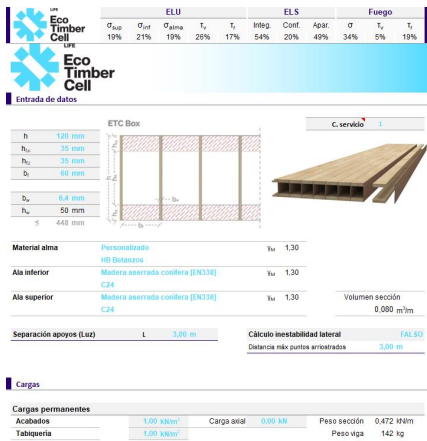 LIFE
Eco
Timber
Cell
ELU ELS Fuego
σsup σinf σalma τv τr Integ. Conf. Apar. σ τv τr
19% 21% 19% 26% 17% 54% 20% 49% 34% 5% 19%
LIFE
Eco
Timber
Cell
Entrada de datos
ETC Box
C. servicio 1
h 120 mm
35 mm
35 mm
60 mm
bw 6,4 mm
hw 50 mm
≤ 448 mm
Material alma Personalizado γM 1,30
HB Betanzos
Ala inferior Madera aserrada conífera [EN338] γM 1,30
C24
Ala superior Madera aserrada conífera [EN338] γM 1,30 Volumen sección
C24 0,080 m³/m
Separación apoyos (Luz) L 3,00 m Cálculo inestabilidad lateral FALSO
Distancia máx puntos arriostrados 3,00 m
Cargas
Cargas permanentes
Acabados 1,00 kN/m² Carga axial 0,00 kN Peso sección 0,472 kN/m
Tabiquería 1,00 kN/m² Peso viga 142 kg